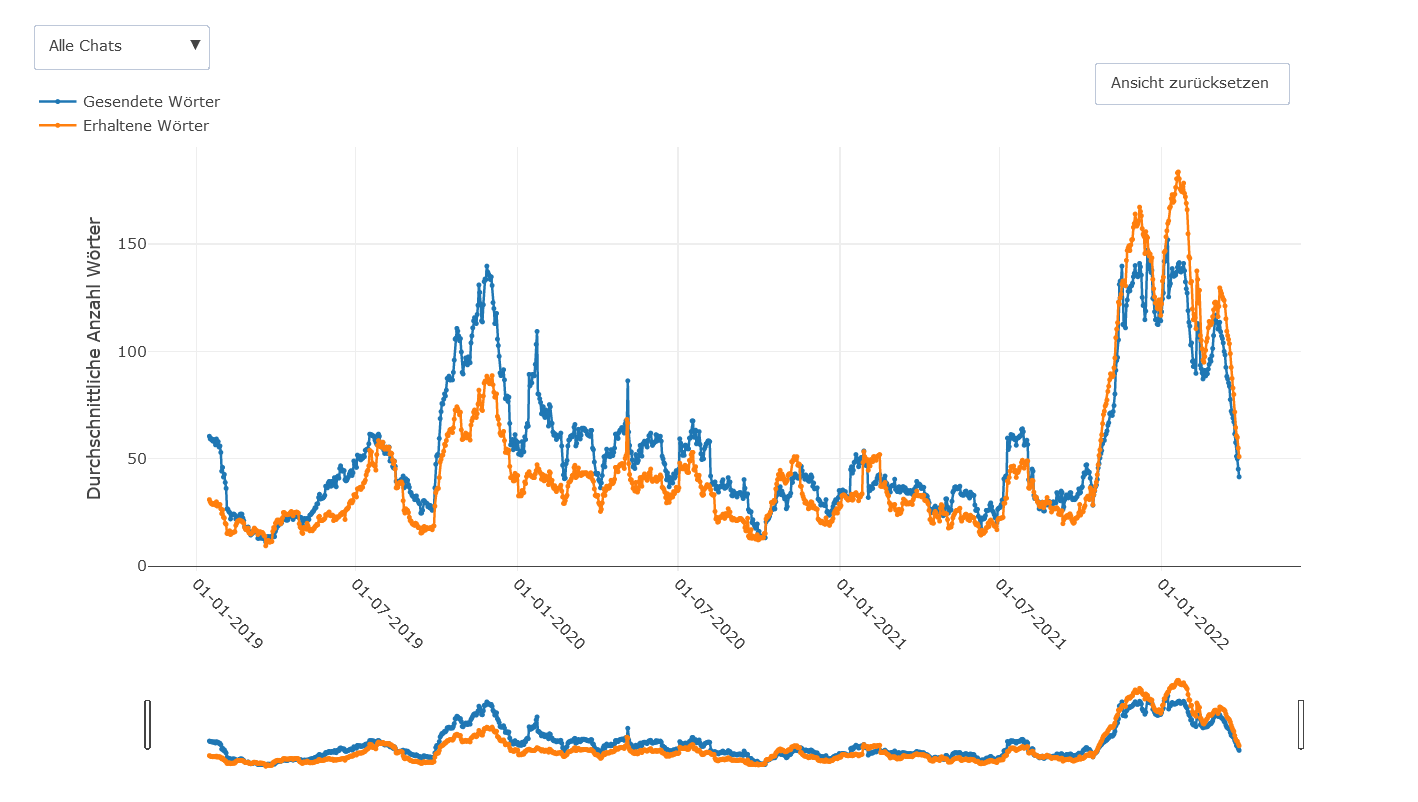 Alle Chats ▼
Ansicht zurücksetzen
Gesendete Wörter
Erhaltene Wörter
Durchschnittliche Anzahl Wörter
150
100
50
0
01-01-2019
01-07-2019
01-01-2020
01-07-2020
01-01-2021
01-07-2021
01-01-2022